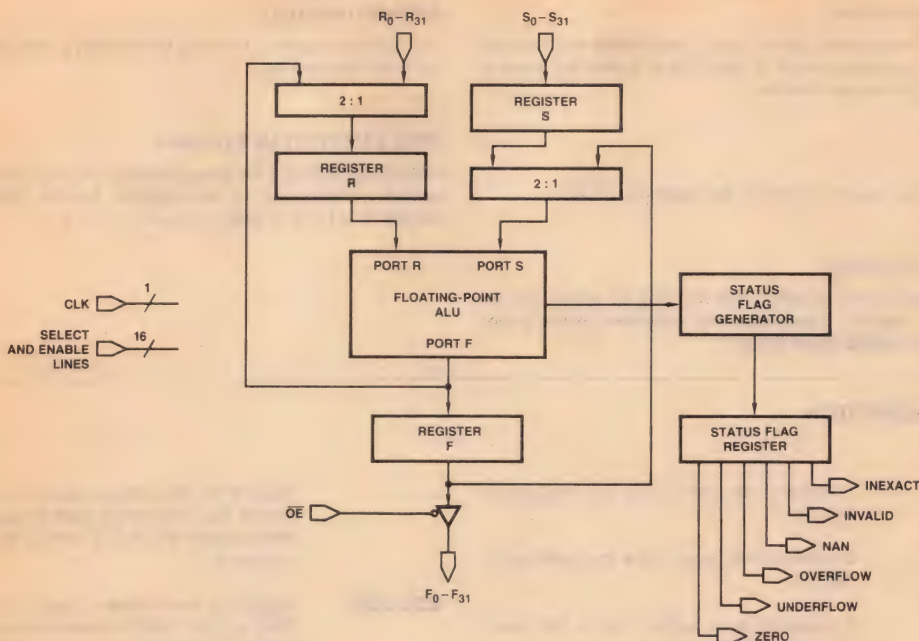 R0–R31
S0–S31
2 : 1
REGISTER
S
REGISTER
R
2 : 1
PORT R
PORT S
FLOATING-POINT
ALU
PORT F
CLK
1
SELECT
AND ENABLE
LINES
16
STATUS
FLAG
GENERATOR
REGISTER
F
STATUS FLAG
REGISTER
INEXACT
INVALID
NAN
OVERFLOW
UNDERFLOW
ZERO
OE
F0–F31